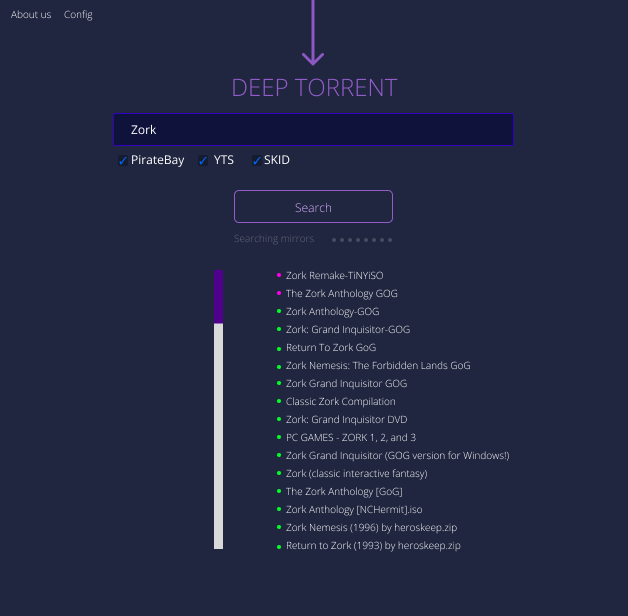 About us Config
DEEP TORRENT
Zork
PirateBay YTS SKID
Search
Searching mirrors
Zork Remake-TiNYiSO
The Zork Anthology GOG
Zork Anthology-GOG
Zork: Grand Inquisitor-GOG
Return To Zork GoG
Zork Nemesis: The Forbidden Lands GoG
Zork Grand Inquisitor GOG
Classic Zork Compilation
Zork: Grand Inquisitor DVD
PC GAMES - ZORK 1, 2, and 3
Zork Grand Inquisitor (GOG version for Windows!)
Zork (classic interactive fantasy)
The Zork Anthology [GoG]
Zork Anthology [NCHermit].iso
Zork Nemesis (1996) by heroskeep.zip
Return to Zork (1993) by heroskeep.zip